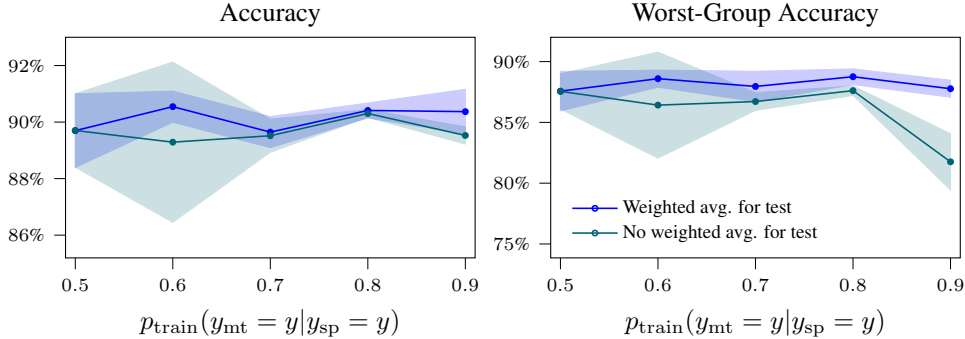 Accuracy
92%
90%
88%
86%
0.5 0.6 0.7 0.8 0.9
p_train(y_mt = y|y_sp = y)
Worst-Group Accuracy
90%
85%
80%
75%
Weighted avg. for test
No weighted avg. for test
0.5 0.6 0.7 0.8 0.9
p_train(y_mt = y|y_sp = y)